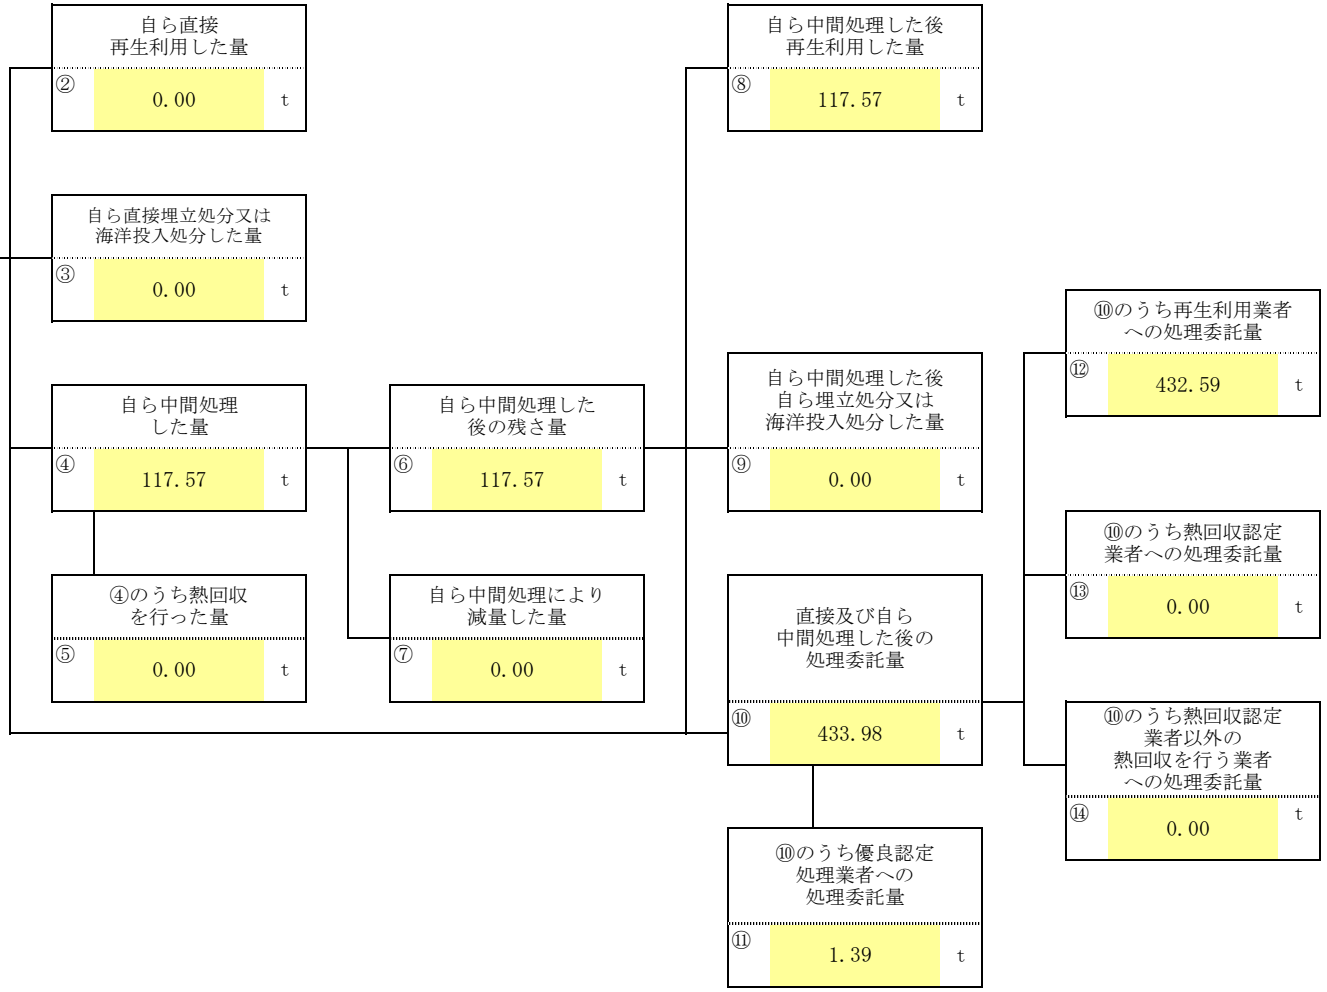 自ら直接
再生利用した量
②
0.00
t
自ら中間処理した後
再生利用した量
⑧
117.57
t
自ら直接埋立処分又は
海洋投入処分した量
③
0.00
t
⑩のうち再生利用業者
への処理委託量
⑫
432.59
t
自ら中間処理
した量
④
117.57
t
自ら中間処理した
後の残さ量
⑥
117.57
t
自ら中間処理した後
自ら埋立処分又は
海洋投入処分した量
⑨
0.00
t
⑩のうち熱回収認定
業者への処理委託量
⑬
0.00
t
④のうち熱回収
を行った量
⑤
0.00
t
自ら中間処理により
減量した量
⑦
0.00
t
直接及び自ら
中間処理した後の
処理委託量
⑩
433.98
t
⑩のうち熱回収認定
業者以外の
熱回収を行う業者
への処理委託量
⑭
0.00
t
⑩のうち優良認定
処理業者への
処理委託量
⑪
1.39
t